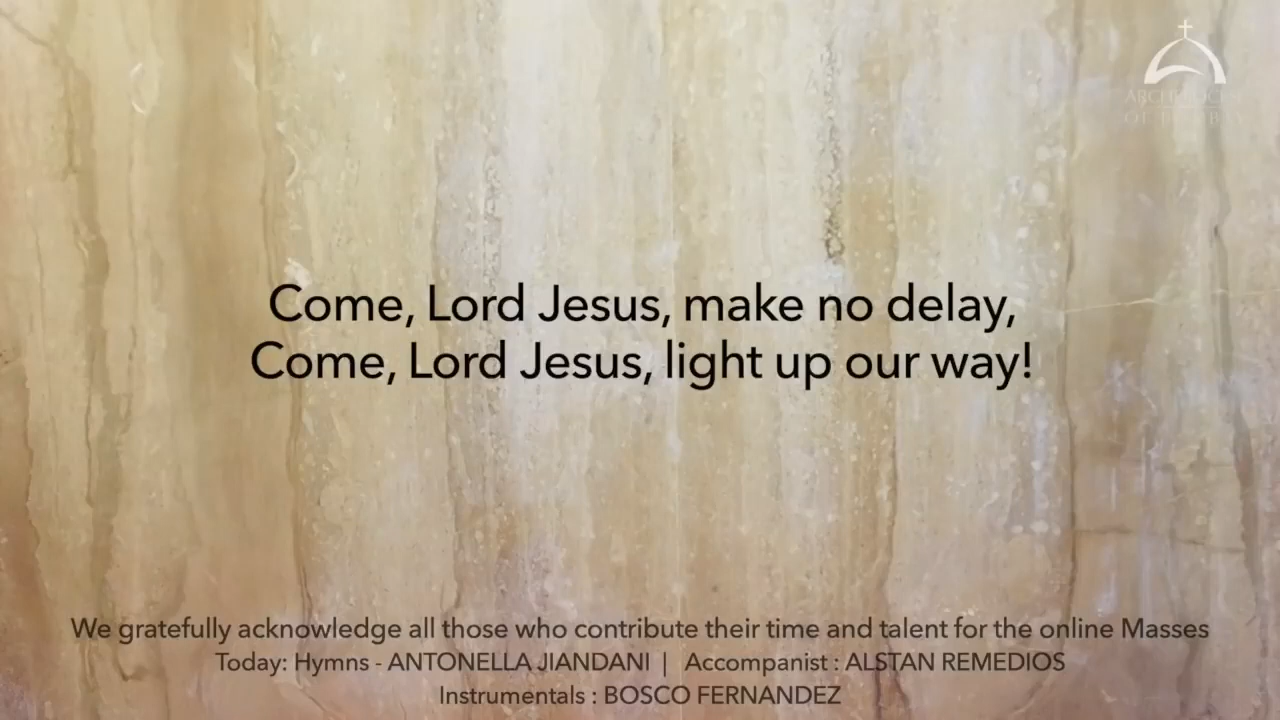 Come, Lord Jesus, make no delay,
Come, Lord Jesus, light up our way!
We gratefully acknowledge all those who contribute their time and talent for the online Masses
Today: Hymns - ANTONELLA JIANDANI | Accompanist : ALSTAN REMEDIOS
Instrumentals : BOSCO FERNANDEZ